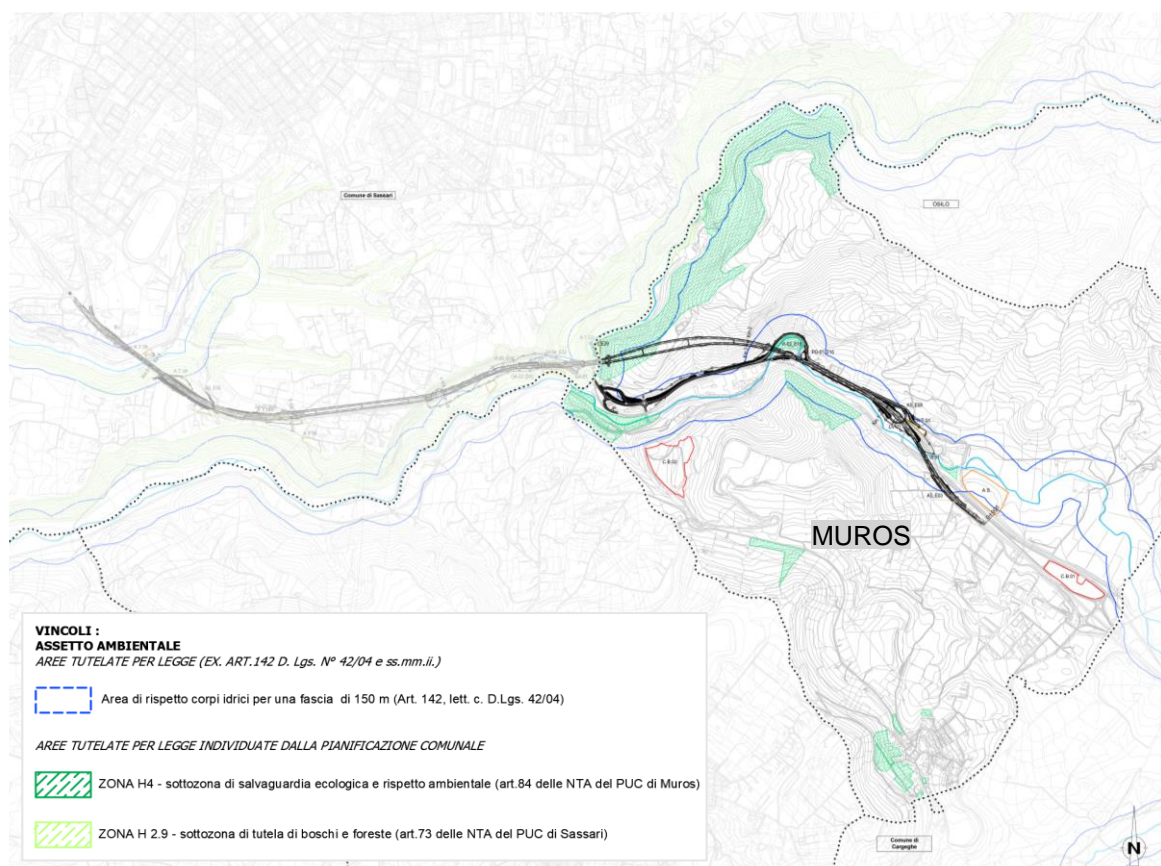 Comune di Sassari
OSILO
C.B.02
A.B.
MUROS
C.B.01
VINCOLI :
ASSETTO AMBIENTALE
AREE TUTELATE PER LEGGE (EX. ART.142 D. Lgs. N° 42/04 e ss.mm.ii.)
Area di rispetto corpi idrici per una fascia di 150 m (Art. 142, lett. c. D.Lgs. 42/04)
AREE TUTELATE PER LEGGE INDIVIDUATE DALLA PIANIFICAZIONE COMUNALE
ZONA H4 - sottozona di salvaguardia ecologica e rispetto ambientale (art.84 delle NTA del PUC di Muros)
ZONA H 2.9 - sottozona di tutela di boschi e foreste (art.73 delle NTA del PUC di Sassari)
Comune di
Cargeghe
N